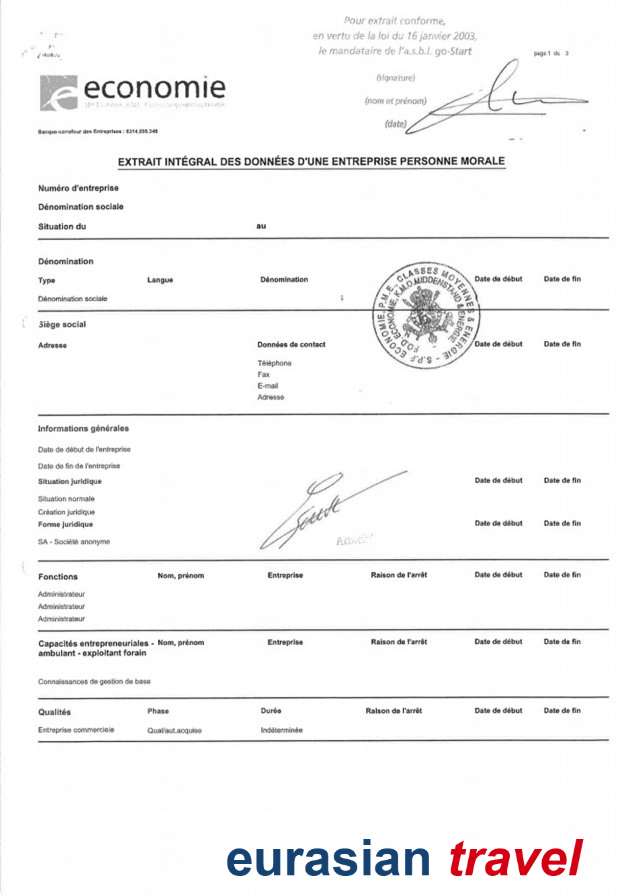 Pour extrait conforme,
en vertu de la loi du 16 janvier 2003,
le mandataire de l'a.s.b.l. go-Start
page 1 du 3
(signature)
(nom et prénom)
(date)
economie
Banque-carrefour des Entreprises : 0314.595.348
EXTRAIT INTÉGRAL DES DONNÉES D'UNE ENTREPRISE PERSONNE MORALE
Numéro d'entreprise
Dénomination sociale
Situation du au
Dénomination
Type Langue Dénomination Date de début Date de fin
Dénomination sociale
S.P.F. ECONOMIE, P.M.E. CLASSES MOYENNES & ENERGIE
F.O.D. ECONOMIE, K.M.O. MIDDENSTAND & ENERGIE
Siège social
Adresse Données de contact Date de début Date de fin
Téléphone
Fax
E-mail
Adresse
Informations générales
Date de début de l'entreprise
Date de fin de l'entreprise
Situation juridique Date de début Date de fin
Situation normale
Création juridique
Forme juridique Date de début Date de fin
SA - Société anonyme
Fonctions Nom, prénom Entreprise Raison de l'arrêt Date de début Date de fin
Administrateur
Administrateur
Administrateur
Capacités entrepreneuriales - Nom, prénom Entreprise Raison de l'arrêt Date de début Date de fin
ambulant - exploitant forain
Connaissances de gestion de base
Qualités Phase Durée Raison de l'arrêt Date de début Date de fin
Entreprise commerciale Qual/aut.acquise Indéterminée
eurasian travel